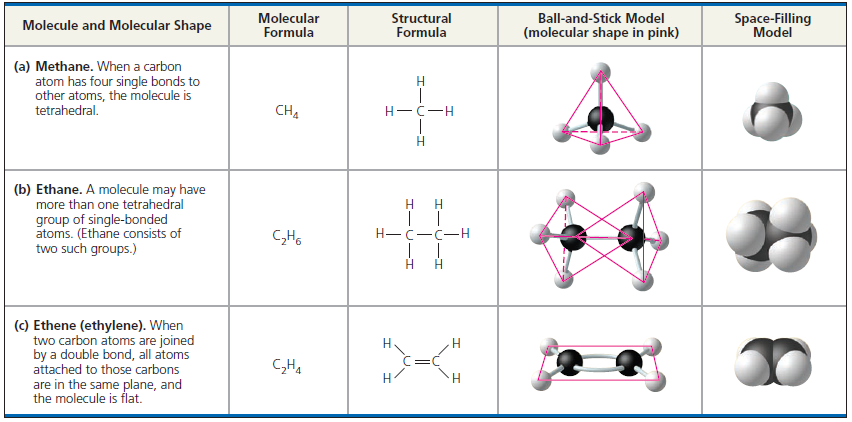 Molecule and Molecular Shape
Molecular
Formula
Structural
Formula
Ball-and-Stick Model
(molecular shape in pink)
Space-Filling
Model
(a) Methane. When a carbon
atom has four single bonds to
other atoms, the molecule is
tetrahedral.
CH₄
H
H—C—H
H
(b) Ethane. A molecule may have
more than one tetrahedral
group of single-bonded
atoms. (Ethane consists of
two such groups.)
C₂H₆
H H
H—C—C—H
H H
(c) Ethene (ethylene). When
two carbon atoms are joined
by a double bond, all atoms
attached to those carbons
are in the same plane, and
the molecule is flat.
C₂H₄
H H
C=C
H H